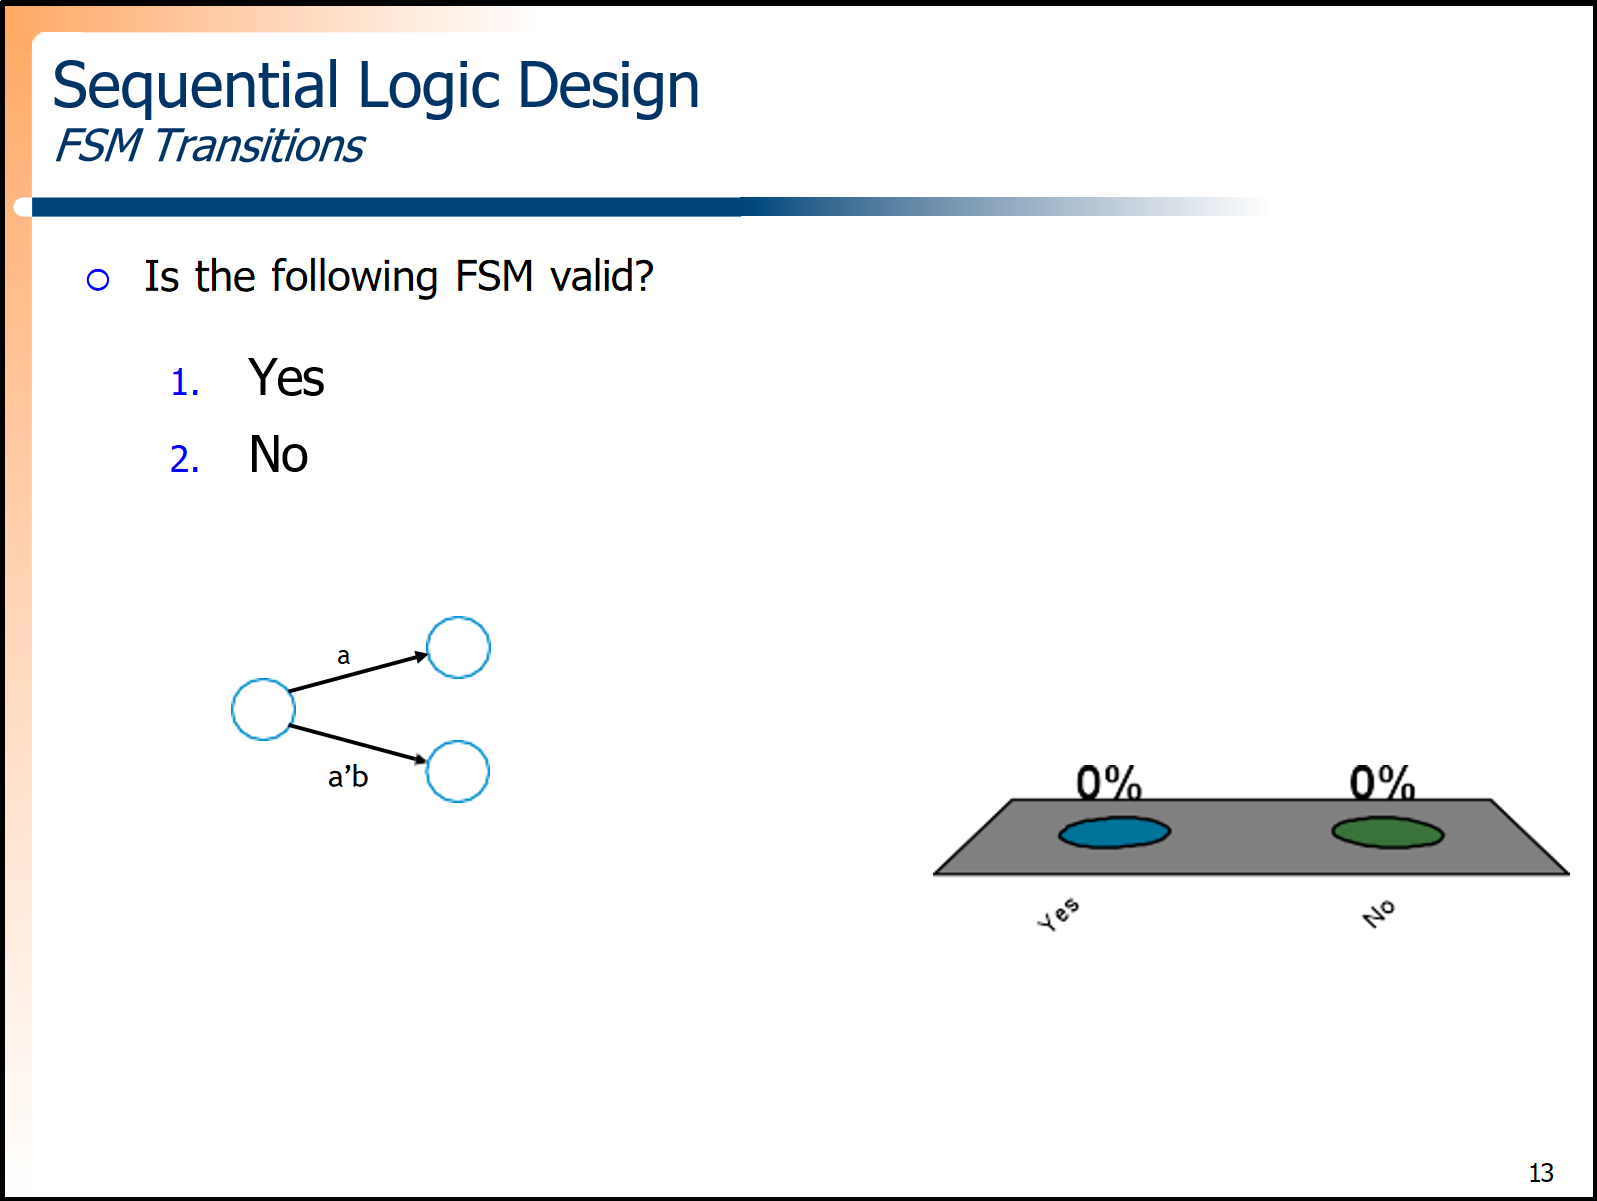 Sequential Logic Design
FSM Transitions
Is the following FSM valid?
1. Yes
2. No
a
a’b
0% 0%
Yes No
13